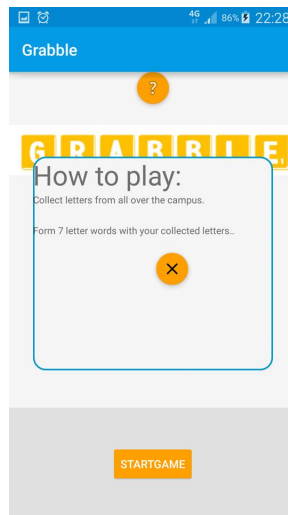 4G 86% 22:28
Grabble
?
GRABBLE
How to play:
Collect letters from all over the campus.
Form 7 letter words with your collected letters..
STARTGAME